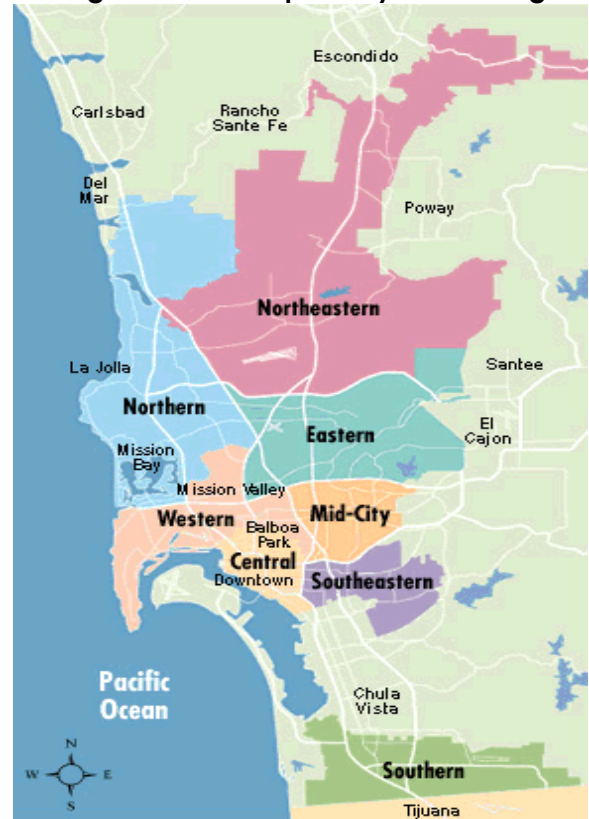 Escondido
Carlsbad
Rancho
Sante Fe
Del
Mar
Poway
Northeastern
La Jolla
Santee
Northern
Eastern
El
Cajon
Mission
Bay
Mission Valley
Western
Balboa
Park
Mid-City
Central
Downtown
Southeastern
Pacific
Ocean
Chula
Vista
N
W
E
S
Southern
Tijuana